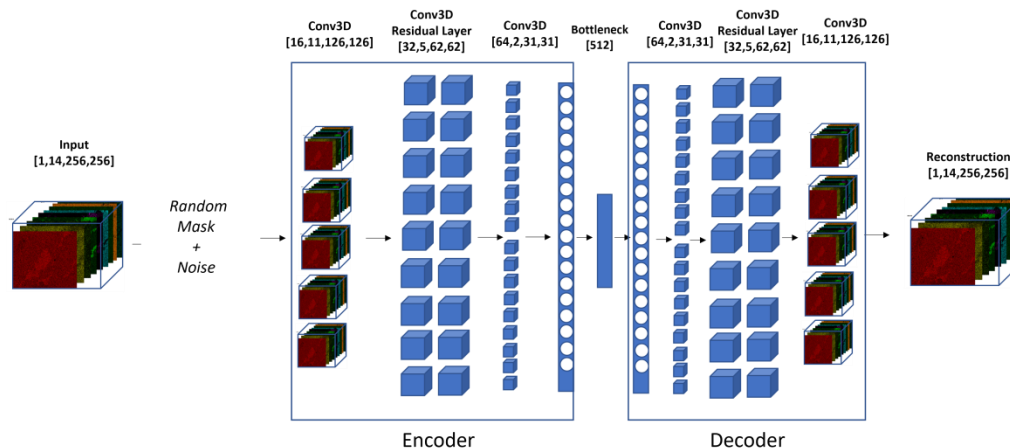 Input
[1,14,256,256]
Random
Mask
+
Noise
Conv3D
[16,11,126,126]
Conv3D
Residual Layer
[32,5,62,62]
Conv3D
[64,2,31,31]
Bottleneck
[512]
Conv3D
[64,2,31,31]
Conv3D
Residual Layer
[32,5,62,62]
Conv3D
[16,11,126,126]
Reconstruction
[1,14,256,256]
Encoder
Decoder